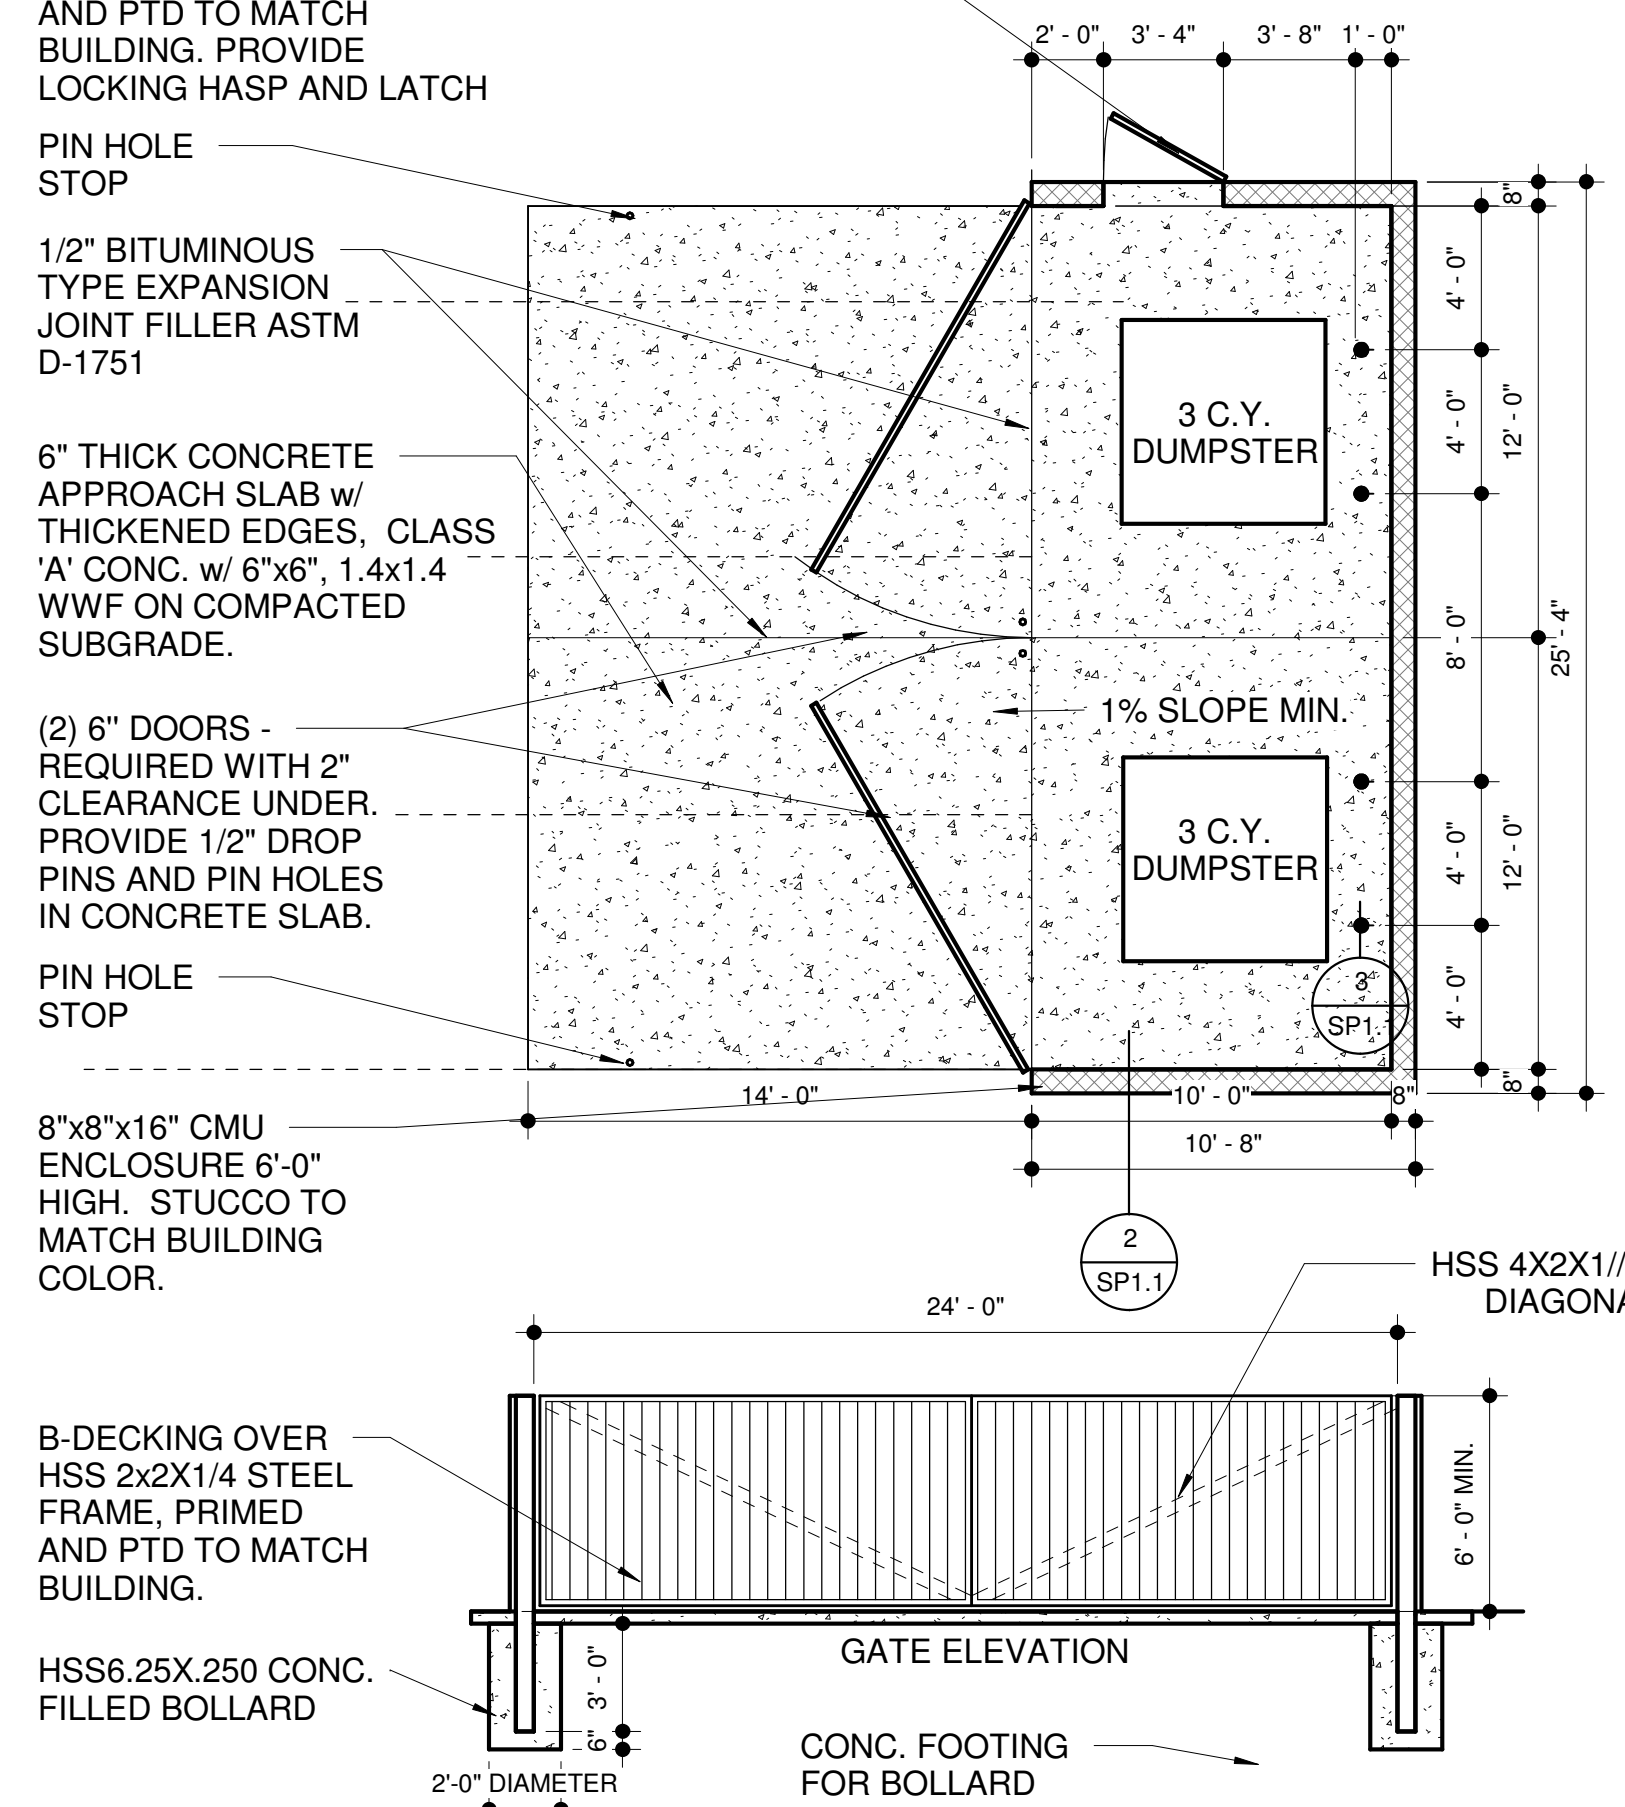 AND PTD TO MATCH
BUILDING. PROVIDE
LOCKING HASP AND LATCH
PIN HOLE
STOP
1/2" BITUMINOUS
TYPE EXPANSION
JOINT FILLER ASTM
D-1751
6" THICK CONCRETE
APPROACH SLAB w/
THICKENED EDGES, CLASS
'A' CONC. w/ 6"x6", 1.4x1.4
WWF ON COMPACTED
SUBGRADE.
(2) 6" DOORS -
REQUIRED WITH 2"
CLEARANCE UNDER.
PROVIDE 1/2" DROP
PINS AND PIN HOLES
IN CONCRETE SLAB.
PIN HOLE
STOP
8"x8"x16" CMU
ENCLOSURE 6'-0"
HIGH. STUCCO TO
MATCH BUILDING
COLOR.
2' - 0" 3' - 4" 3' - 8" 1' - 0"
8"
4' - 0"
4' - 0"
12' - 0"
8' - 0"
25' - 4"
4' - 0"
12' - 0"
4' - 0"
8"
3 C.Y.
DUMPSTER
1% SLOPE MIN.
3 C.Y.
DUMPSTER
3
SP1.
14' - 0" 10' - 0" 8"
10' - 8"
2
SP1.1
HSS 4X2X1//
DIAGONA
24' - 0"
B-DECKING OVER
HSS 2x2X1/4 STEEL
FRAME, PRIMED
AND PTD TO MATCH
BUILDING.
6' - 0" MIN.
GATE ELEVATION
HSS6.25X.250 CONC.
FILLED BOLLARD
3' - 0"
6"
2'-0" DIAMETER
CONC. FOOTING
FOR BOLLARD